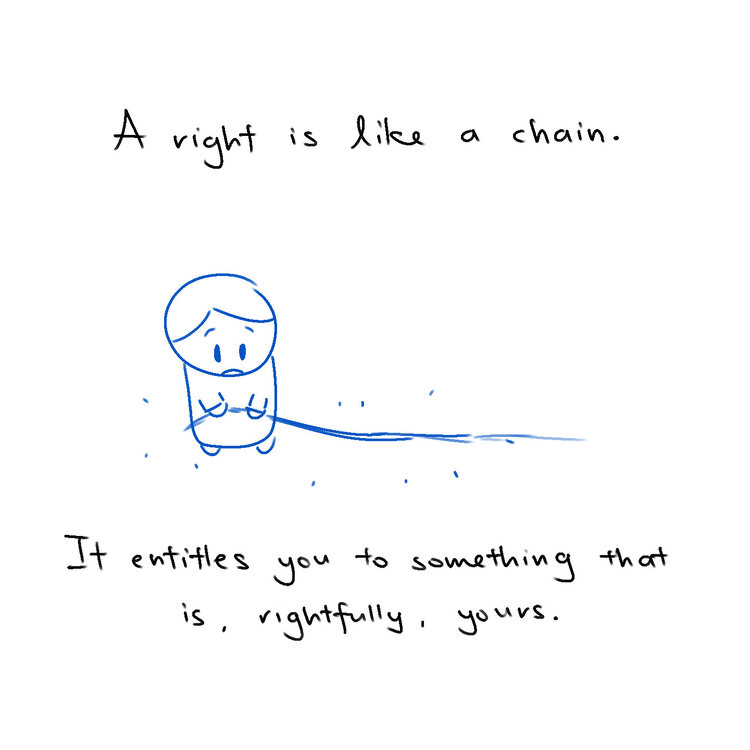 A right is like a chain.
It entitles you to something that
is, rightfully, yours.